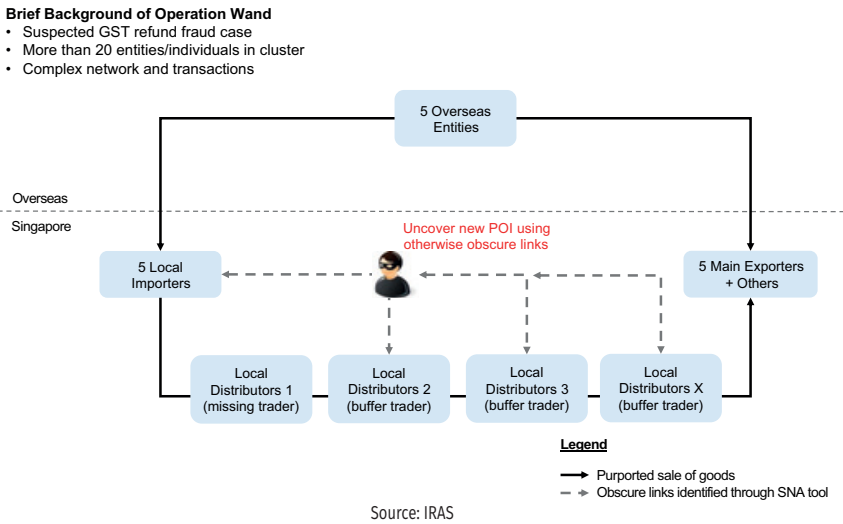 Brief Background of Operation Wand
• Suspected GST refund fraud case
• More than 20 entities/individuals in cluster
• Complex network and transactions
5 Overseas
Entities
Overseas
Singapore
Uncover new POI using
otherwise obscure links
5 Local
Importers
5 Main Exporters
+ Others
Local
Distributors 1
(missing trader)
Local
Distributors 2
(buffer trader)
Local
Distributors 3
(buffer trader)
Local
Distributors X
(buffer trader)
Legend
Purported sale of goods
Obscure links identified through SNA tool
Source: IRAS